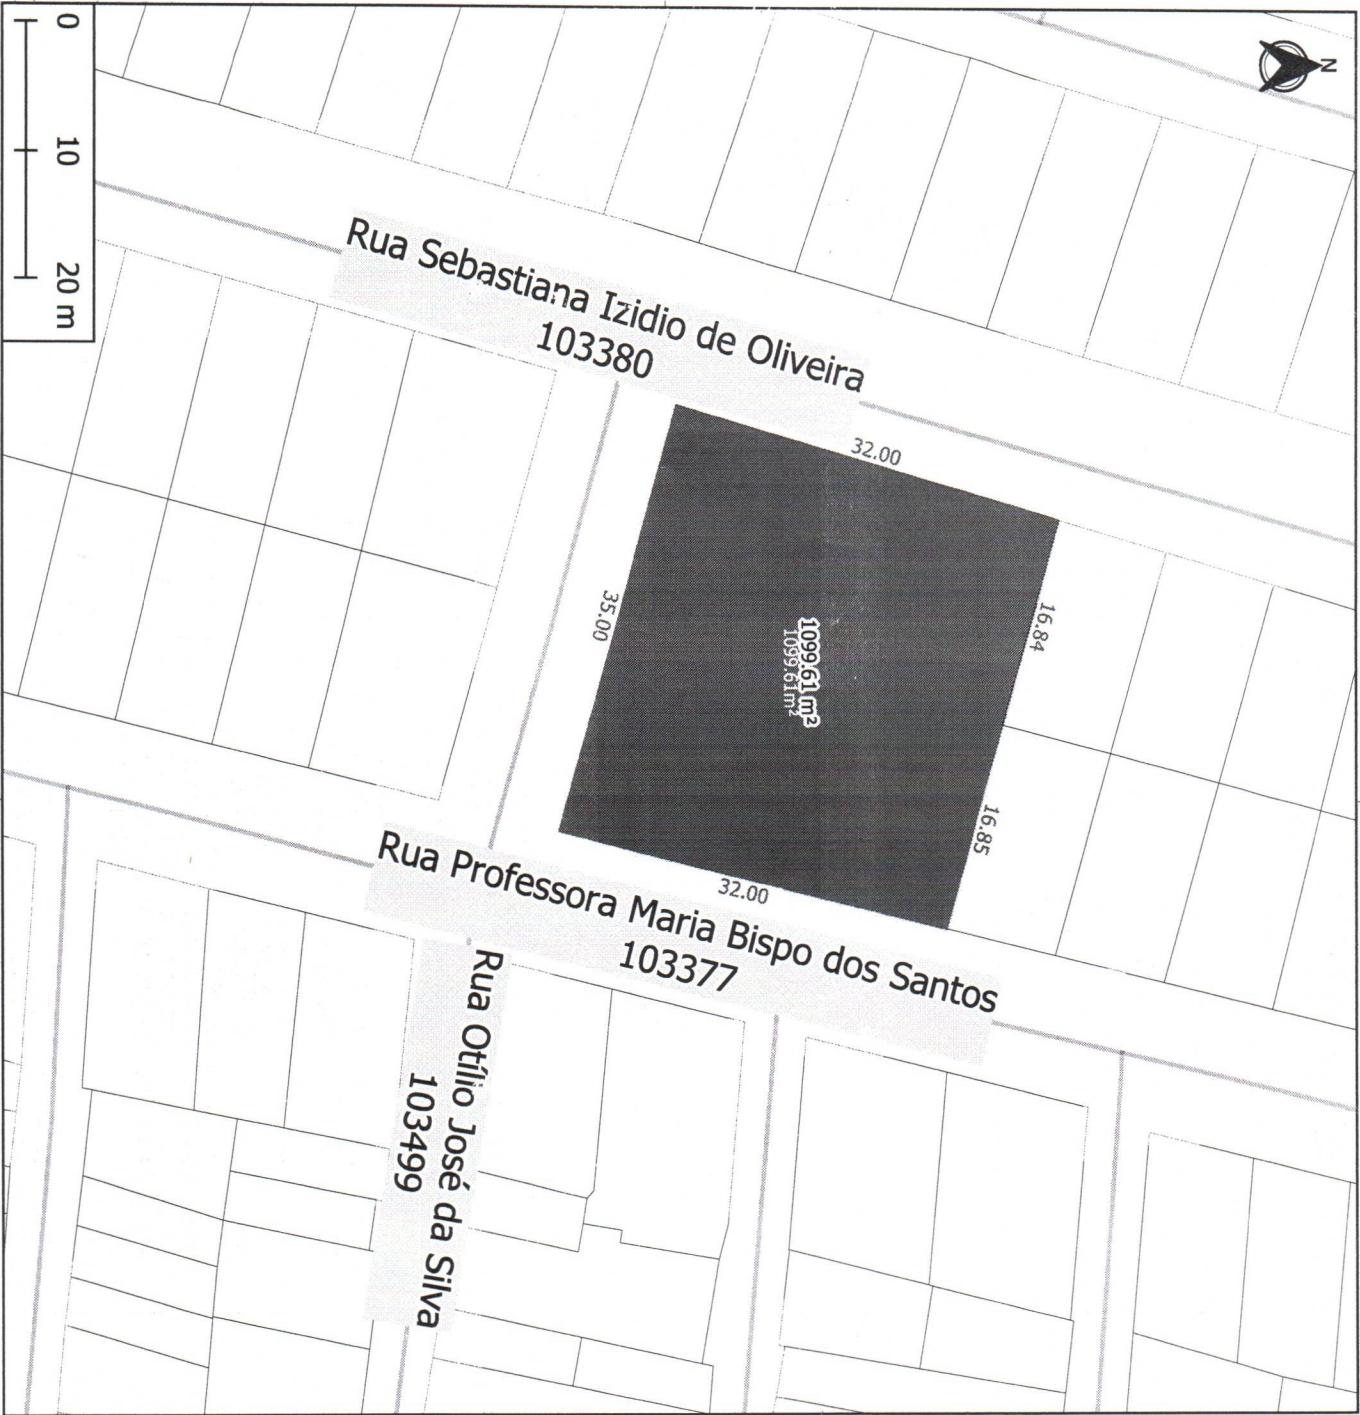 N
0 10 20 m
Rua Sebastiana Izidio de Oliveira
103380
32.00
16.84
35.00
1099.61 m²
1099.61 m²
16.85
32.00
Rua Professora Maria Bispo dos Santos
103377
Rua Otílio José da Silva
103499